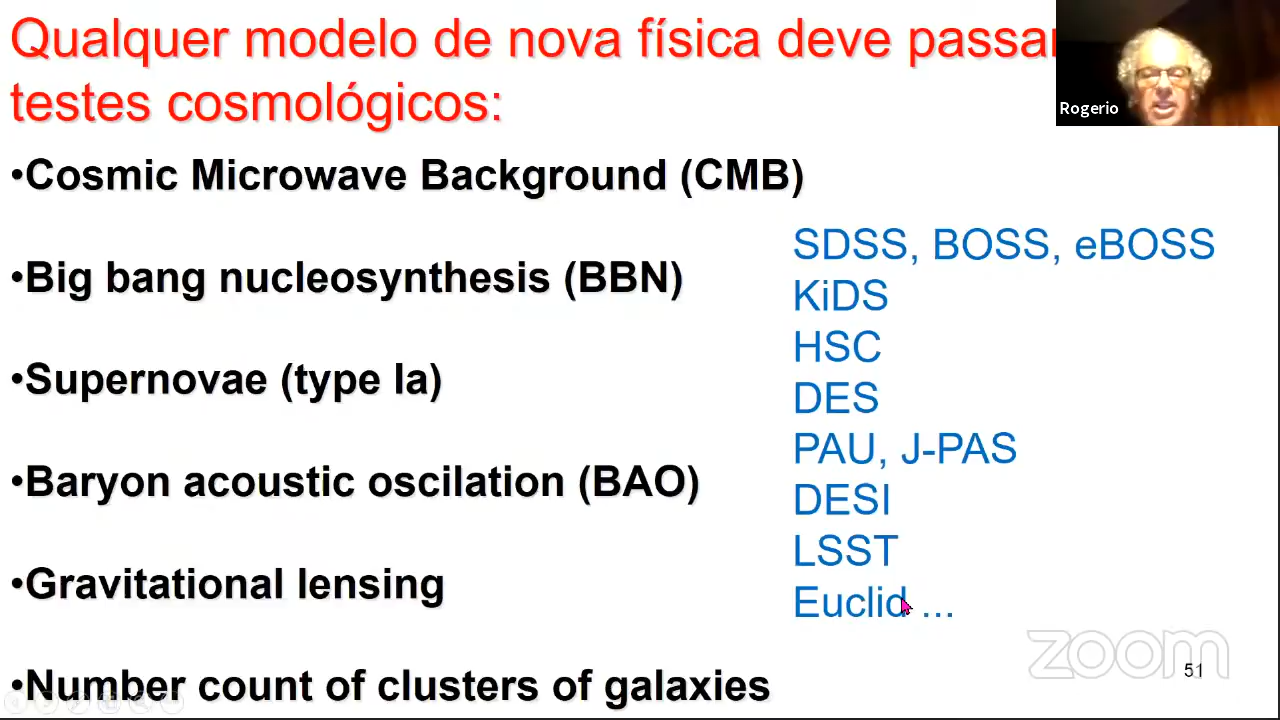 Qualquer modelo de nova física deve passar
testes cosmológicos:
Rogerio
•Cosmic Microwave Background (CMB)
•Big bang nucleosynthesis (BBN)
•Supernovae (type Ia)
•Baryon acoustic oscilation (BAO)
•Gravitational lensing
•Number count of clusters of galaxies
SDSS, BOSS, eBOSS
KiDS
HSC
DES
PAU, J-PAS
DESI
LSST
Euclid ...
zoom
51